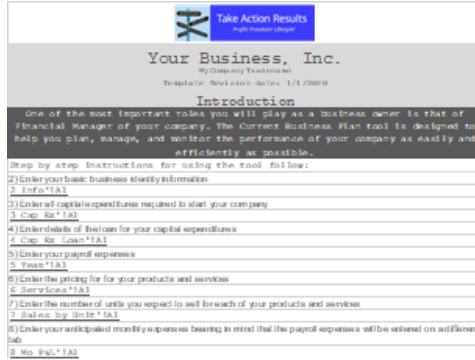 Take Action Results
Profit! Freedom! Lifestyle!
Your Business, Inc.
My Company Tradename
Template Revision date: 1/1/2020
Introduction
One of the most important roles you will play as a business owner is that of
Financial Manager of your company. The Current Business Plan tool is designed to
help you plan, manage, and monitor the performance of your company as easily and
efficiently as possible.
Step by step instructions for using the tool follow:
2) Enter your basic business identity information
2 Info'!A1
3) Enter all capital expenditures required to start your company
3 Cap Ex'!A1
4) Enter details of the loan for your capital expenditures
4 Cap Ex Loan'!A1
5) Enter your payroll expenses
5 Team'!A1
6) Enter the pricing for for your products and services
6 Services'!A1
7) Enter the number of units you expect to sell for each of your products and services
7 Sales by Unit'!A1
8) Enter your anticipated monthly expenses bearing in mind that the payroll expenses will be entered on a different
tab
8 Mo P&L'!A1